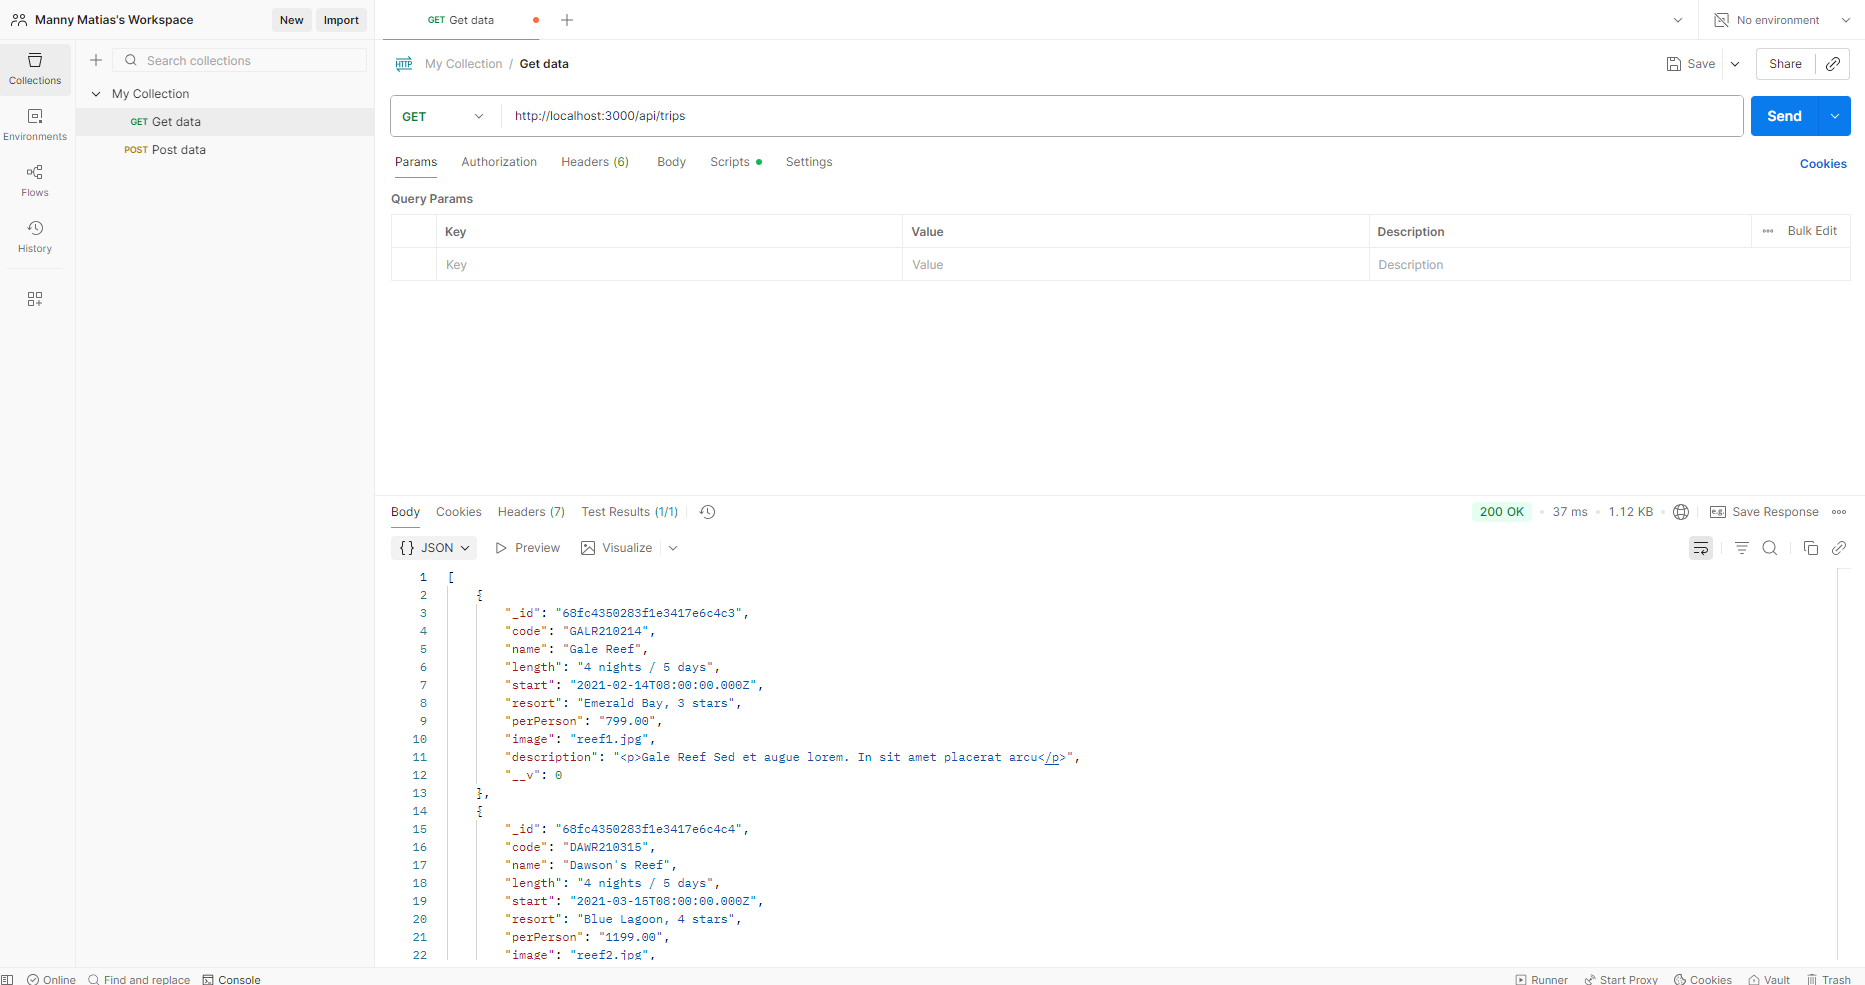 Manny Matias's Workspace
New
Import
GET Get data
No environment
Collections
Environments
Flows
History
Search collections
My Collection
GET Get data
POST Post data
HTTP My Collection / Get data
Save
Share
GET
http://localhost:3000/api/trips
Send
Params Authorization Headers (6) Body Scripts Settings
Cookies
Query Params
Key Value Description Bulk Edit
Key Value Description
Body Cookies Headers (7) Test Results (1/1)
200 OK • 37 ms • 1.12 KB
e.g. Save Response
{} JSON
Preview
Visualize
1 [
2 {
3 "_id": "68fc4350283f1e3417e6c4c3",
4 "code": "GALR210214",
5 "name": "Gale Reef",
6 "length": "4 nights / 5 days",
7 "start": "2021-02-14T08:00:00.000Z",
8 "resort": "Emerald Bay, 3 stars",
9 "perPerson": "799.00",
10 "image": "reef1.jpg",
11 "description": "<p>Gale Reef Sed et augue lorem. In sit amet placerat arcu</p>",
12 "__v": 0
13 },
14 {
15 "_id": "68fc4350283f1e3417e6c4c4",
16 "code": "DAWR210315",
17 "name": "Dawson's Reef",
18 "length": "4 nights / 5 days",
19 "start": "2021-03-15T08:00:00.000Z",
20 "resort": "Blue Lagoon, 4 stars",
21 "perPerson": "1199.00",
22 "image": "reef2.jpg",
Online
Find and replace
Console
Runner
Start Proxy
Cookies
Vault
Trash